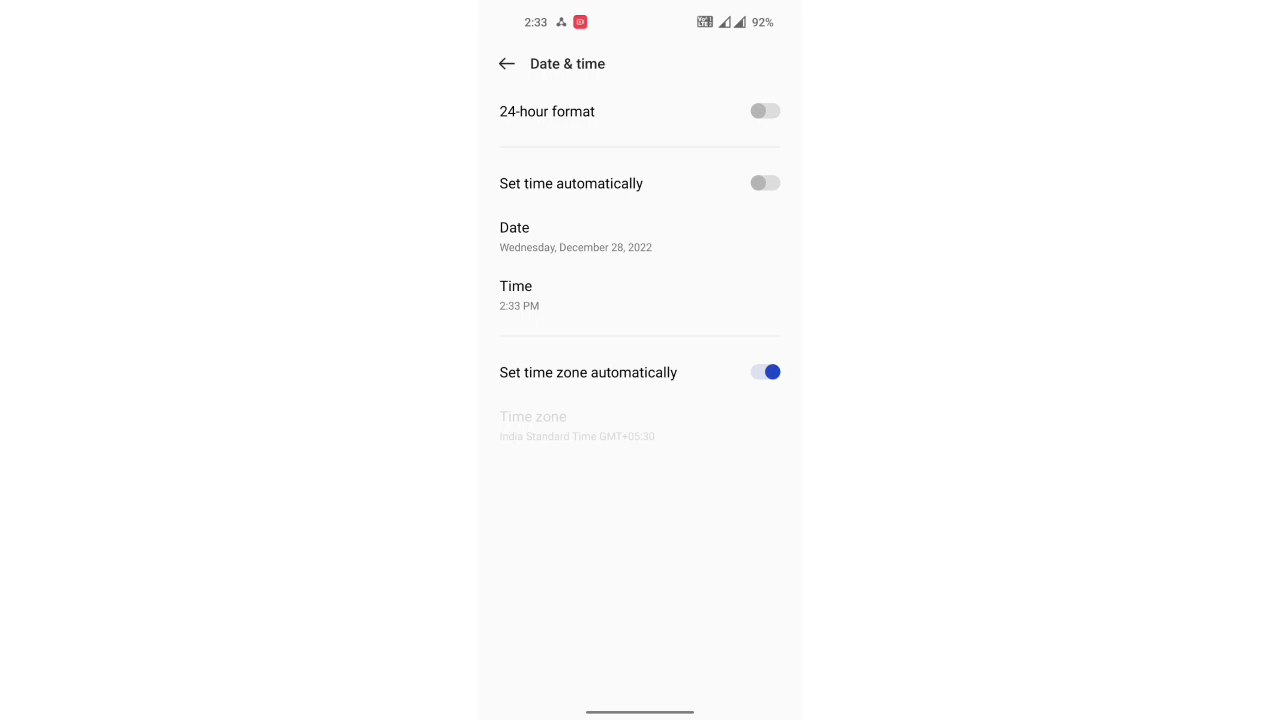 2:33 92%
Date & time
24-hour format
Set time automatically
Date
Wednesday, December 28, 2022
Time
2:33 PM
Set time zone automatically
Time zone
India Standard Time GMT+05:30